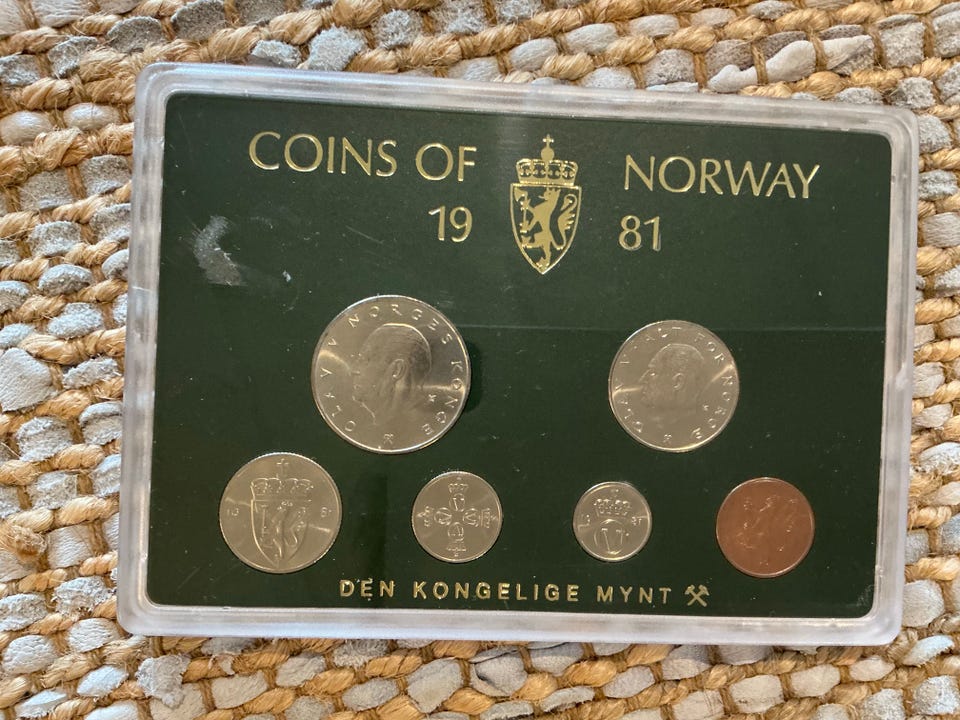 COINS OF NORWAY
19 81
OLAV V NORGES KONGE
OLAV V ALT FOR NORGE
DEN KONGELIGE MYNT